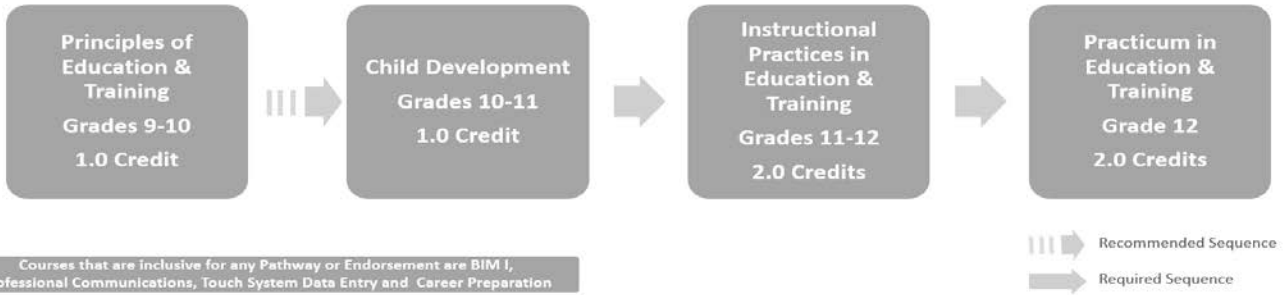 Principles of
Education &
Training
Grades 9-10
1.0 Credit
Child Development
Grades 10-11
1.0 Credit
Instructional
Practices in
Education &
Training
Grades 11-12
2.0 Credits
Practicum in
Education &
Training
Grade 12
2.0 Credits
Recommended Sequence
Required Sequence
Courses that are inclusive for any Pathway or Endorsement are BIM I,
ofessional Communications, Touch System Data Entry and Career Preparation